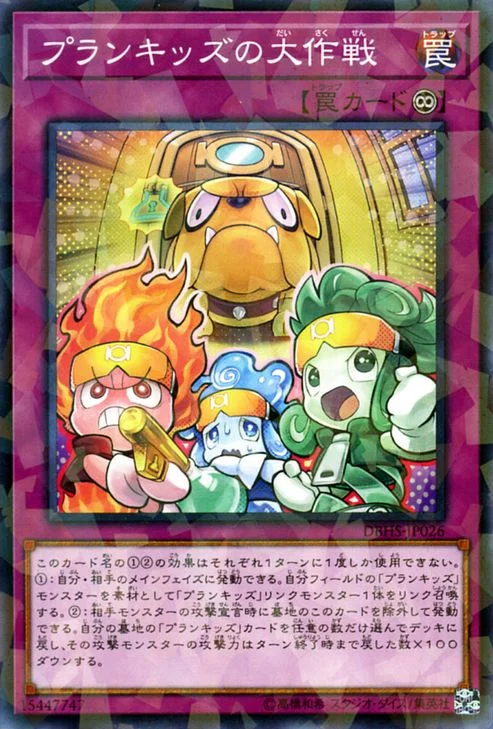 プランキッズの大作戦
罠
【罠カード】
DBHS-JP026
このカード名の①②の効果はそれぞれ1ターンに1度しか使用できない。
①:自分・相手のメインフェイズに発動できる。自分フィールドの「プランキッズ」
モンスターを素材として「プランキッズ」リンクモンスター1体をリンク召喚
する。②:相手モンスターの攻撃宣言時に墓地のこのカードを除外して発動
できる。自分の墓地の「プランキッズ」カードを任意の数だけ選んでデッキに
戻し、その攻撃モンスターの攻撃力はターン終了時まで戻した数×100
ダウンする。
15447747
©高橋和希 スタジオ・ダイス/集英社